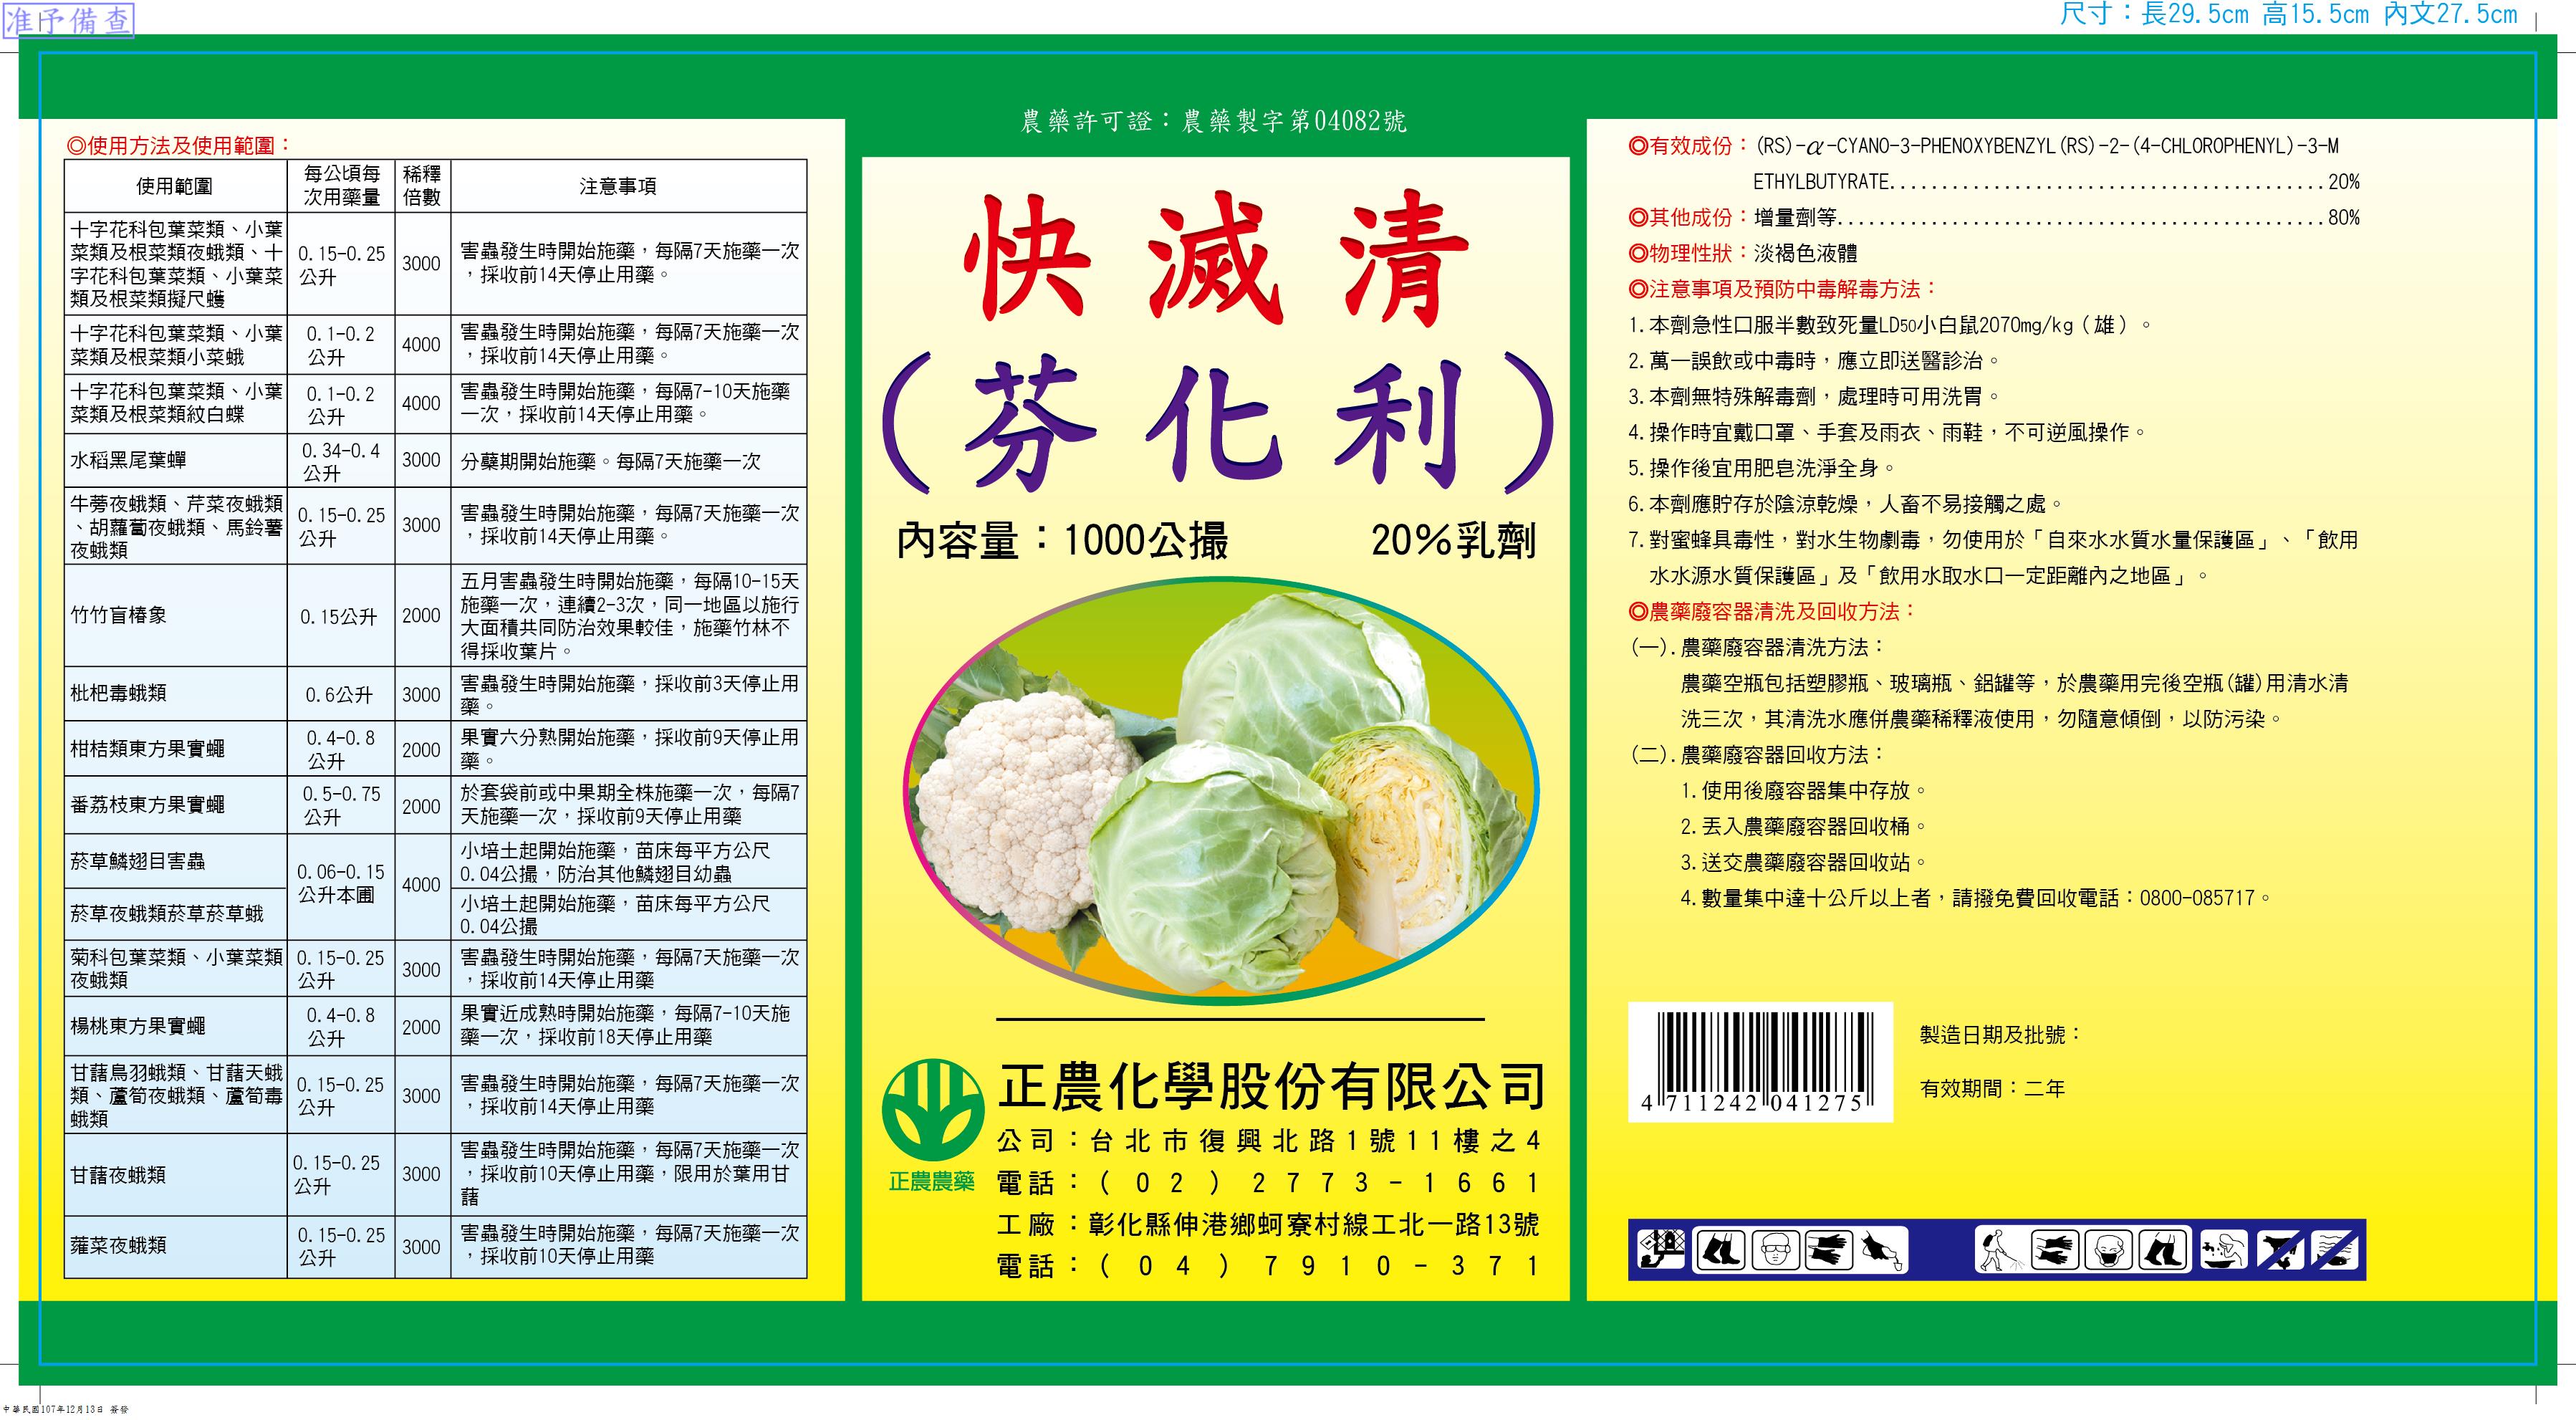 准予備查
尺寸：長29.5cm 高15.5cm 內文27.5cm
◎使用方法及使用範圍：
使用範圍
每公頃每
次用藥量
稀釋
倍數
注意事項
十字花科包葉菜類、小葉
菜類及根菜類夜蛾類、十
字花科包葉菜類、小葉菜
類及根菜類擬尺蠖
0.15-0.25
公升
3000
害蟲發生時開始施藥，每隔7天施藥一次
，採收前14天停止用藥。
十字花科包葉菜類、小葉
菜類及根菜類小菜蛾
0.1-0.2
公升
4000
害蟲發生時開始施藥，每隔7天施藥一次
，採收前14天停止用藥。
十字花科包葉菜類、小葉
菜類及根菜類紋白蝶
0.1-0.2
公升
4000
害蟲發生時開始施藥，每隔7-10天施藥
一次，採收前14天停止用藥。
水稻黑尾葉蟬
0.34-0.4
公升
3000
分蘗期開始施藥。每隔7天施藥一次
牛蒡夜蛾類、芹菜夜蛾類
、胡蘿蔔夜蛾類、馬鈴薯
夜蛾類
0.15-0.25
公升
3000
害蟲發生時開始施藥，每隔7天施藥一次
，採收前14天停止用藥。
竹竹盲椿象
0.15公升
2000
五月害蟲發生時開始施藥，每隔10-15天
施藥一次，連續2-3次，同一地區以施行
大面積共同防治效果較佳，施藥竹林不
得採收葉片。
枇杷毒蛾類
0.6公升
3000
害蟲發生時開始施藥，採收前3天停止用
藥。
柑桔類東方果實蠅
0.4-0.8
公升
2000
果實六分熟開始施藥，採收前9天停止用
藥。
番荔枝東方果實蠅
0.5-0.75
公升
2000
於套袋前或中果期全株施藥一次，每隔7
天施藥一次，採收前9天停止用藥
菸草鱗翅目害蟲
0.06-0.15
公升本圃
4000
小培土起開始施藥，苗床每平方公尺
0.04公撮，防治其他鱗翅目幼蟲
菸草夜蛾類菸草菸草蛾
小培土起開始施藥，苗床每平方公尺
0.04公撮
菊科包葉菜類、小葉菜類
夜蛾類
0.15-0.25
公升
3000
害蟲發生時開始施藥，每隔7天施藥一次
，採收前14天停止用藥
楊桃東方果實蠅
0.4-0.8
公升
2000
果實近成熟時開始施藥，每隔7-10天施
藥一次，採收前18天停止用藥
甘藷鳥羽蛾類、甘藷天蛾
類、蘆筍夜蛾類、蘆筍毒
蛾類
0.15-0.25
公升
3000
害蟲發生時開始施藥，每隔7天施藥一次
，採收前14天停止用藥
甘藷夜蛾類
0.15-0.25
公升
3000
害蟲發生時開始施藥，每隔7天施藥一次
，採收前10天停止用藥，限用於葉用甘
藷
蕹菜夜蛾類
0.15-0.25
公升
3000
害蟲發生時開始施藥，每隔7天施藥一次
，採收前10天停止用藥
農藥許可證：農藥製字第04082號
快滅清
（芬化利）
內容量：1000公撮 20%乳劑
正農農藥
正農化學股份有限公司
公司：台北市復興北路1號11樓之4
電話：(02)2773-1661
工廠：彰化縣伸港鄉蚵寮村線工北一路13號
電話：(04)7910-371
◎有效成份：(RS)-α-CYANO-3-PHENOXYBENZYL(RS)-2-(4-CHLOROPHENYL)-3-M
ETHYLBUTYRATE..........................................20%
◎其他成份：增量劑等...............................................80%
◎物理性狀：淡褐色液體
◎注意事項及預防中毒解毒方法：
1.本劑急性口服半數致死量LD50小白鼠2070mg/kg（雄）。
2.萬一誤飲或中毒時，應立即送醫診治。
3.本劑無特殊解毒劑，處理時可用洗胃。
4.操作時宜戴口罩、手套及雨衣、雨鞋，不可逆風操作。
5.操作後宜用肥皂洗淨全身。
6.本劑應貯存於陰涼乾燥，人畜不易接觸之處。
7.對蜜蜂具毒性，對水生物劇毒，勿使用於「自來水水質水量保護區」、「飲用
水水源水質保護區」及「飲用水取水口一定距離內之地區」。
◎農藥廢容器清洗及回收方法：
(一).農藥廢容器清洗方法：
農藥空瓶包括塑膠瓶、玻璃瓶、鋁罐等，於農藥用完後空瓶(罐)用清水清
洗三次，其清洗水應併農藥稀釋液使用，勿隨意傾倒，以防污染。
(二).農藥廢容器回收方法：
1.使用後廢容器集中存放。
2.丟入農藥廢容器回收桶。
3.送交農藥廢容器回收站。
4.數量集中達十公斤以上者，請撥免費回收電話：0800-085717。
4 711242 041275
製造日期及批號：
有效期間：二年
中華民國107年12月13日 簽發